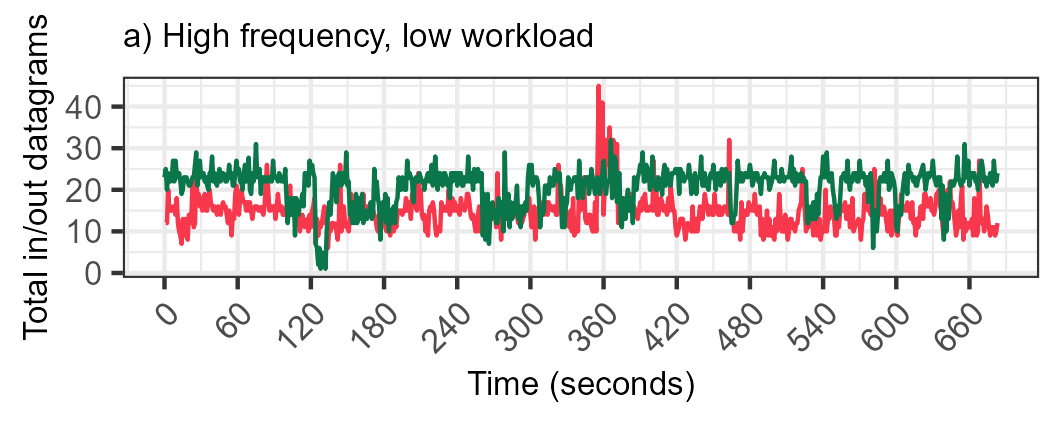 a) High frequency, low workload
Total in/out datagrams
40
30
20
10
0
0 60 120 180 240 300 360 420 480 540 600 660
Time (seconds)